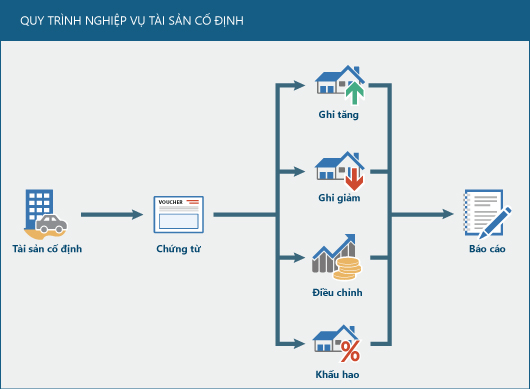 QUY TRÌNH NGHIỆP VỤ TÀI SẢN CỐ ĐỊNH
Ghi tăng
Ghi giảm
VOUCHER
Tài sản cố định
Chứng từ
Báo cáo
Điều chỉnh
%
Khấu hao